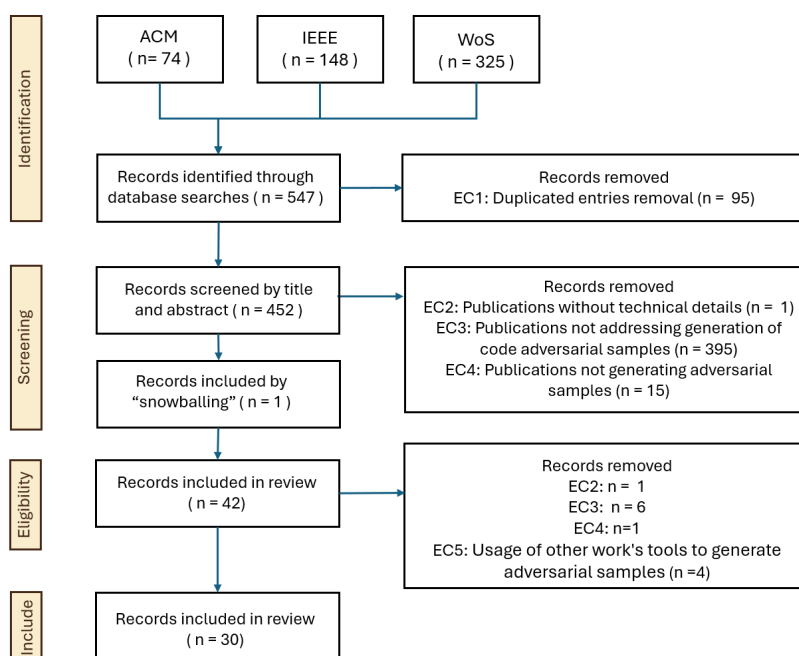 Identification
ACM
( n= 74 )
IEEE
( n = 148 )
WoS
( n = 325 )
Records identified through
database searches ( n = 547 )
Records removed
EC1: Duplicated entries removal (n =  95)
Screening
Records screened by title
and abstract ( n = 452 )
Records removed
EC2: Publications without technical details (n =  1)
EC3: Publications not addressing generation of
code adversarial samples (n = 395)
EC4: Publications not generating adversarial
samples (n = 15)
Records included by
“snowballing” ( n = 1 )
Eligibility
Records included in review
( n = 42)
Records removed
EC2: n =  1
EC3:  n = 6
EC4: n=1
EC5: Usage of other work's tools to generate
adversarial samples (n =4)
Include
Records included in review
( n = 30)